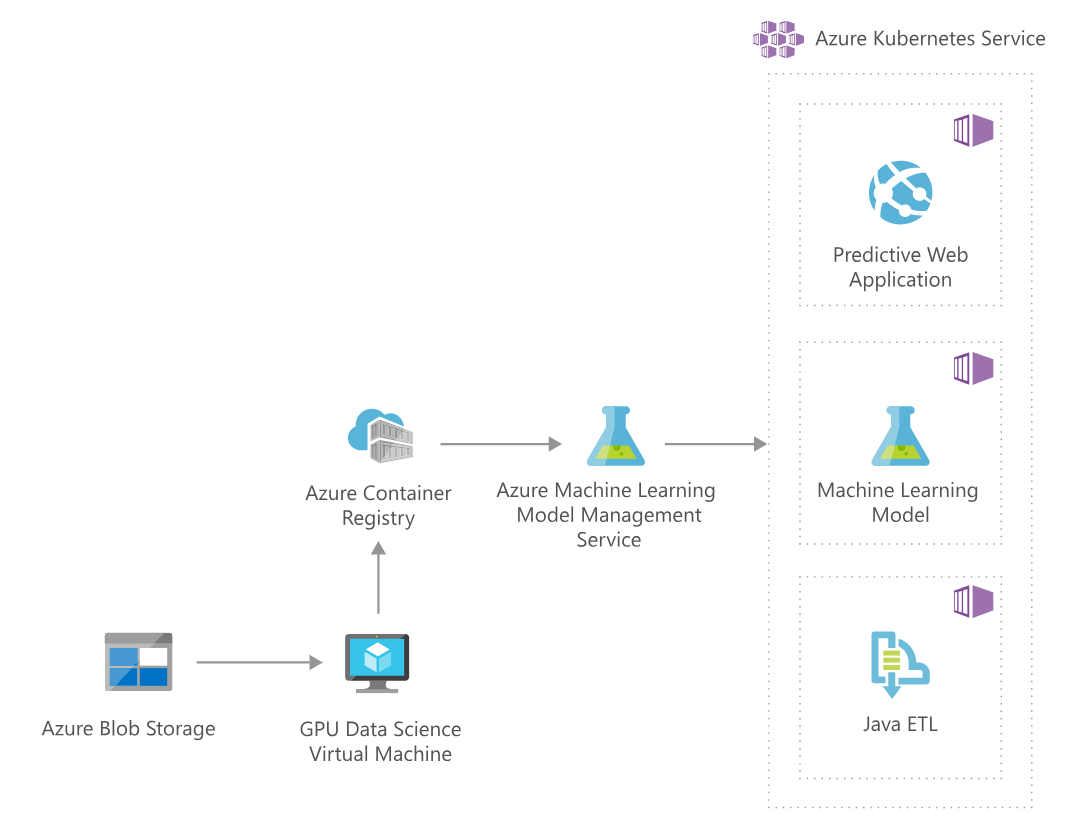 Azure Kubernetes Service
Predictive Web
Application
Azure Container
Registry
Azure Machine Learning
Model Management
Service
Machine Learning
Model
Azure Blob Storage
GPU Data Science
Virtual Machine
Java ETL